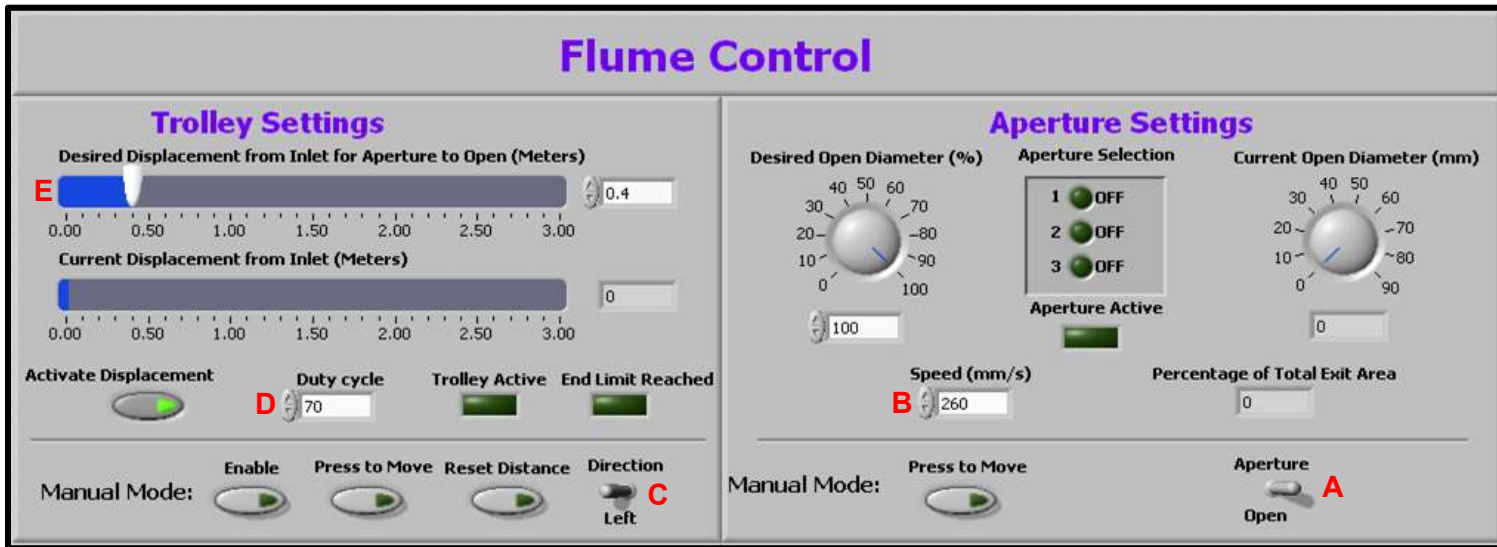 Flume Control
Trolley Settings
Desired Displacement from Inlet for Aperture to Open (Meters)
E
0.4
0.00 0.50 1.00 1.50 2.00 2.50 3.00
Current Displacement from Inlet (Meters)
0
0.00 0.50 1.00 1.50 2.00 2.50 3.00
Activate Displacement
Duty cycle
Trolley Active
End Limit Reached
D
70
Manual Mode:
Enable
Press to Move
Reset Distance
Direction
C
Left
Aperture Settings
Desired Open Diameter (%)
0 10 20 30 40 50 60 70 80 90 100
100
Aperture Selection
1 OFF
2 OFF
3 OFF
Aperture Active
Current Open Diameter (mm)
0 10 20 30 40 50 60 70 80 90
0
Speed (mm/s)
B
260
Percentage of Total Exit Area
0
Manual Mode:
Press to Move
Aperture
A
Open